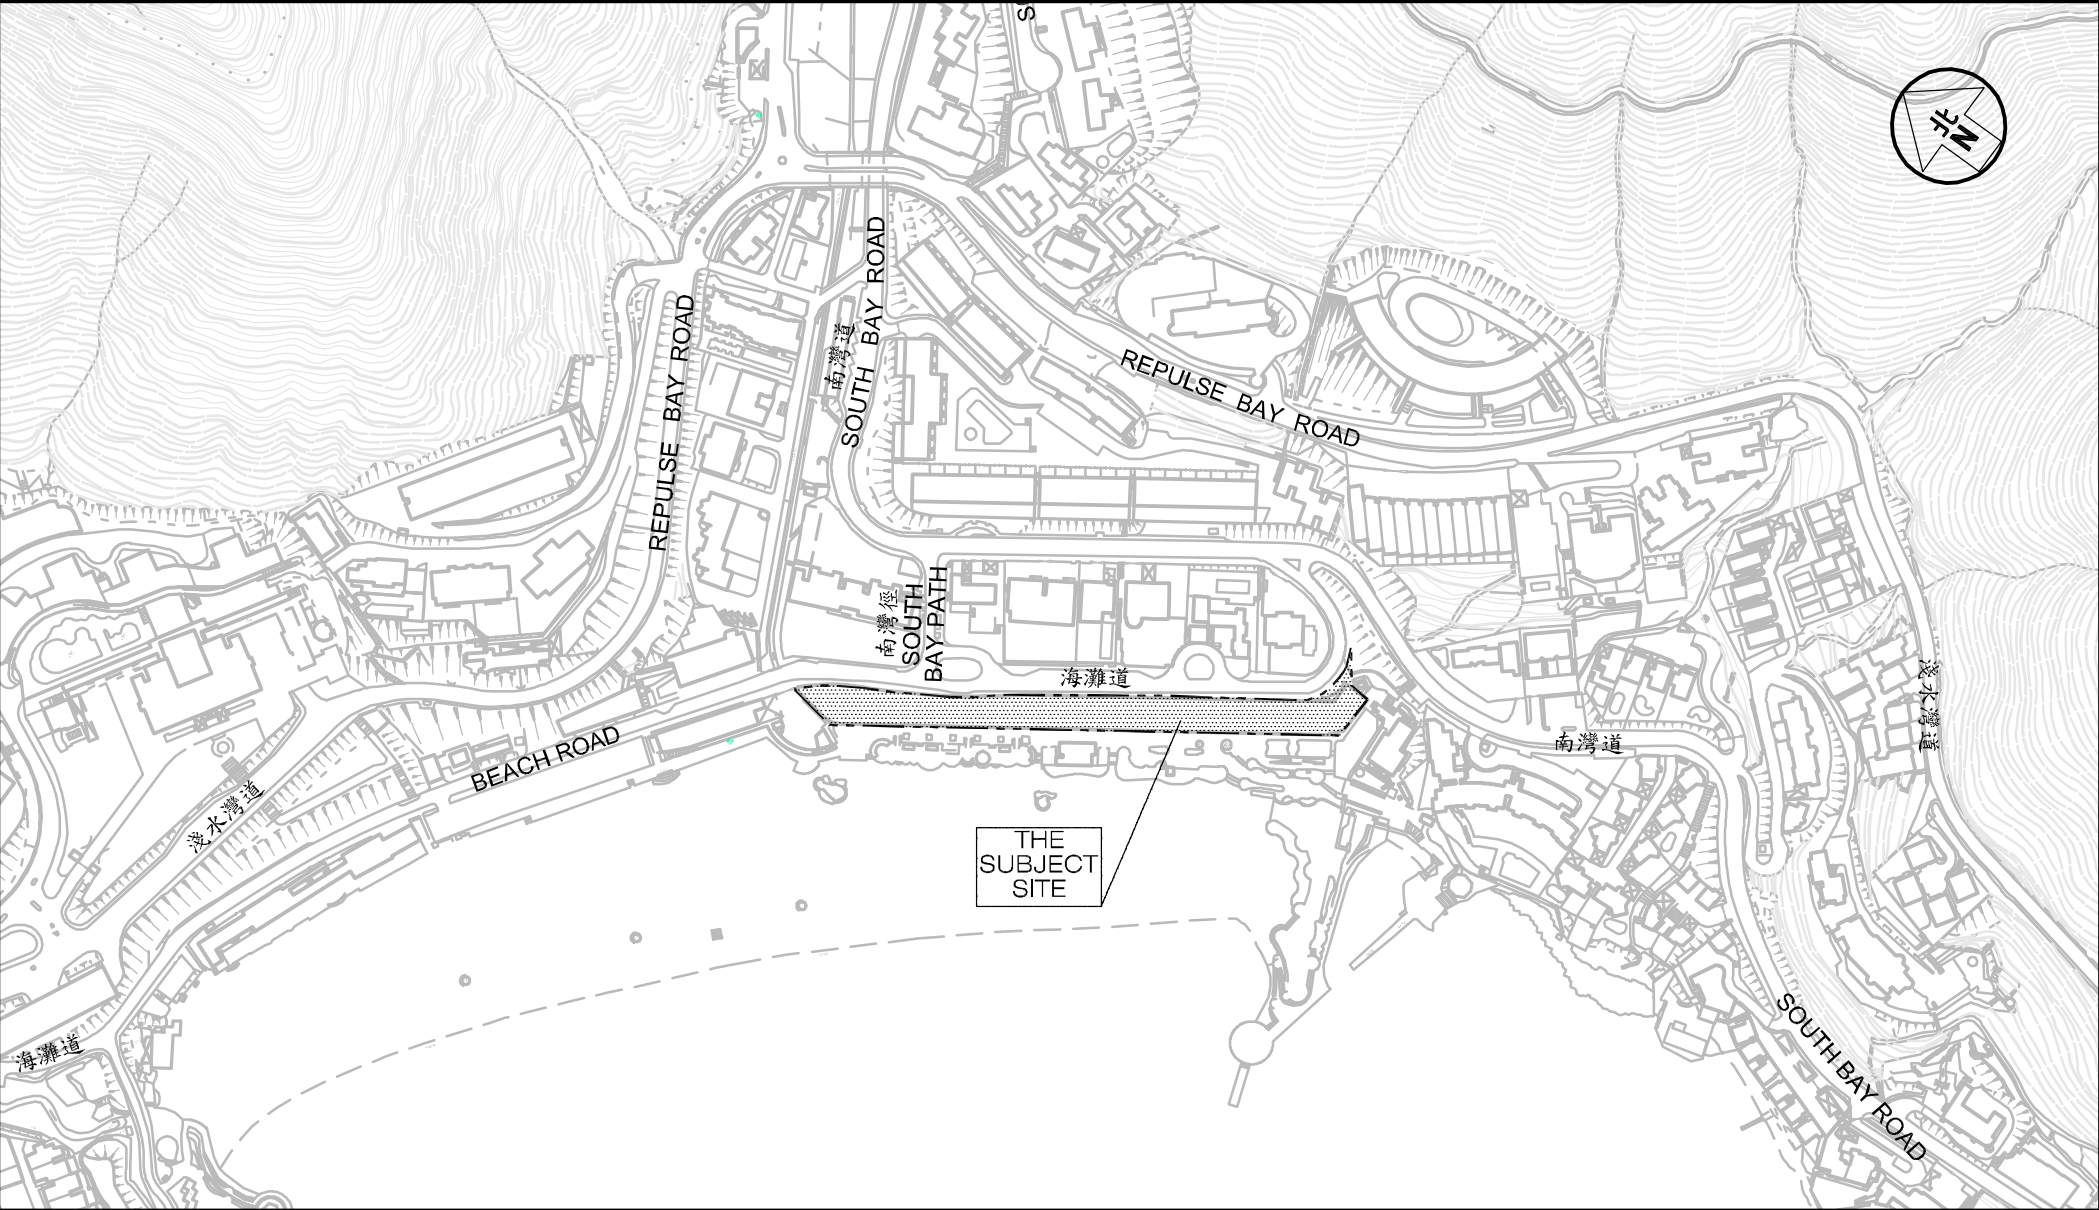 北
N
SOUTH BAY ROAD
南灣道
REPULSE BAY ROAD
REPULSE BAY ROAD
南灣徑
SOUTH
BAY PATH
海灘道
淺水灣道
南灣道
BEACH ROAD
淺水灣道
THE
SUBJECT
SITE
海灘道
SOUTH BAY ROAD